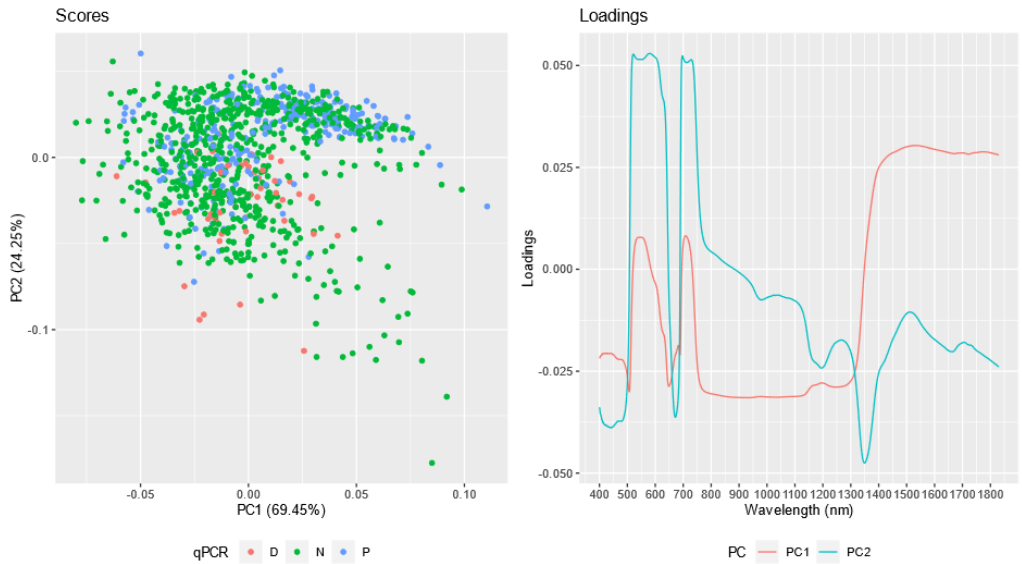 Scores
PC2 (24.25%)
0.0
-0.1
-0.05
0.00
0.05
0.10
PC1 (69.45%)
qPCR
D
N
P
Loadings
Loadings
0.050
0.025
0.000
-0.025
-0.050
400 500 600 700 800 900 1000 1100 1200 1300 1400 1500 1600 1700 1800
Wavelength (nm)
PC
PC1
PC2